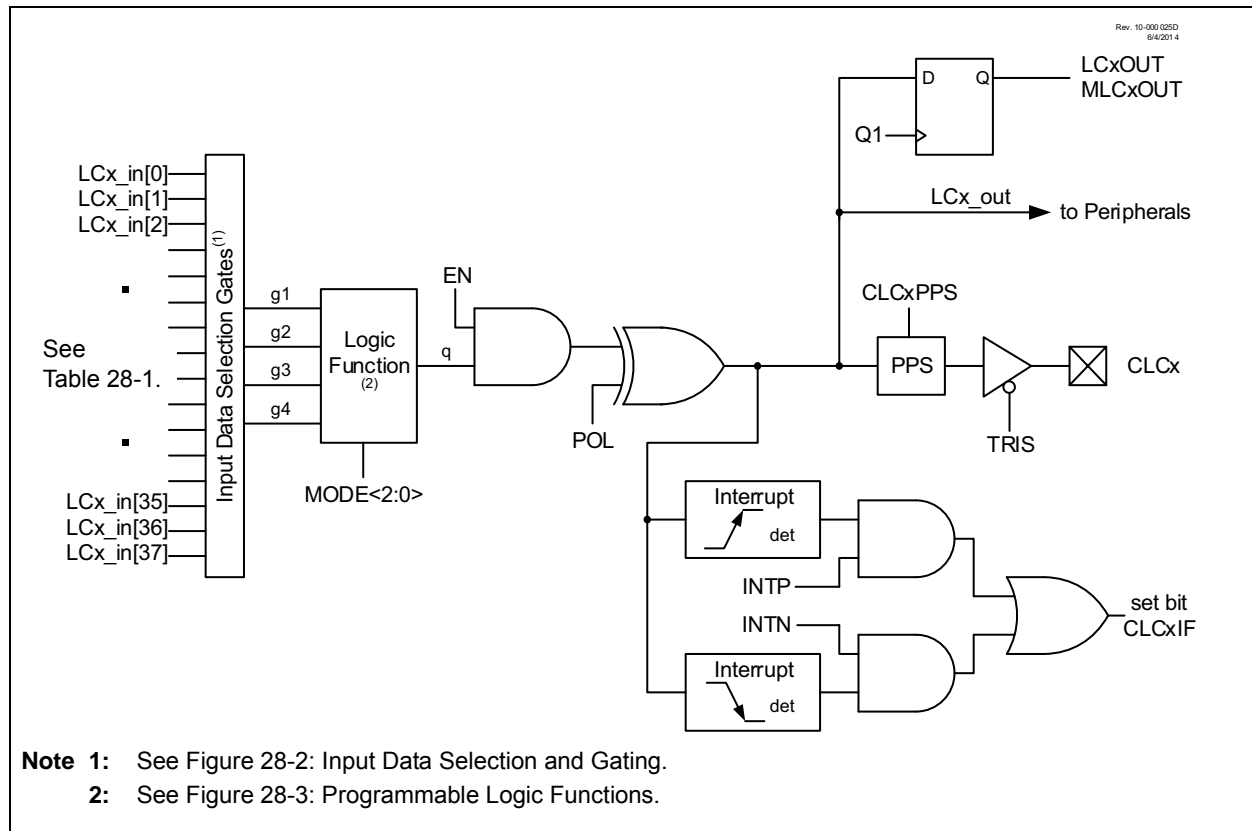 Rev. 10-000 025D
6/4/201 4
D Q
LCxOUT
MLCxOUT
Q1
LCx_in[0]
LCx_in[1]
LCx_in[2]
LCx_out
to Peripherals
Input Data Selection Gates(1)
EN
CLCxPPS
g1
g2
g3
g4
Logic
Function
(2)
q
See
Table 28-1.
PPS
CLCx
POL
TRIS
MODE<2:0>
LCx_in[35]
LCx_in[36]
LCx_in[37]
Interrupt
det
INTP
INTN
set bit
CLCxIF
Interrupt
det
Note 1: See Figure 28-2: Input Data Selection and Gating.
2: See Figure 28-3: Programmable Logic Functions.